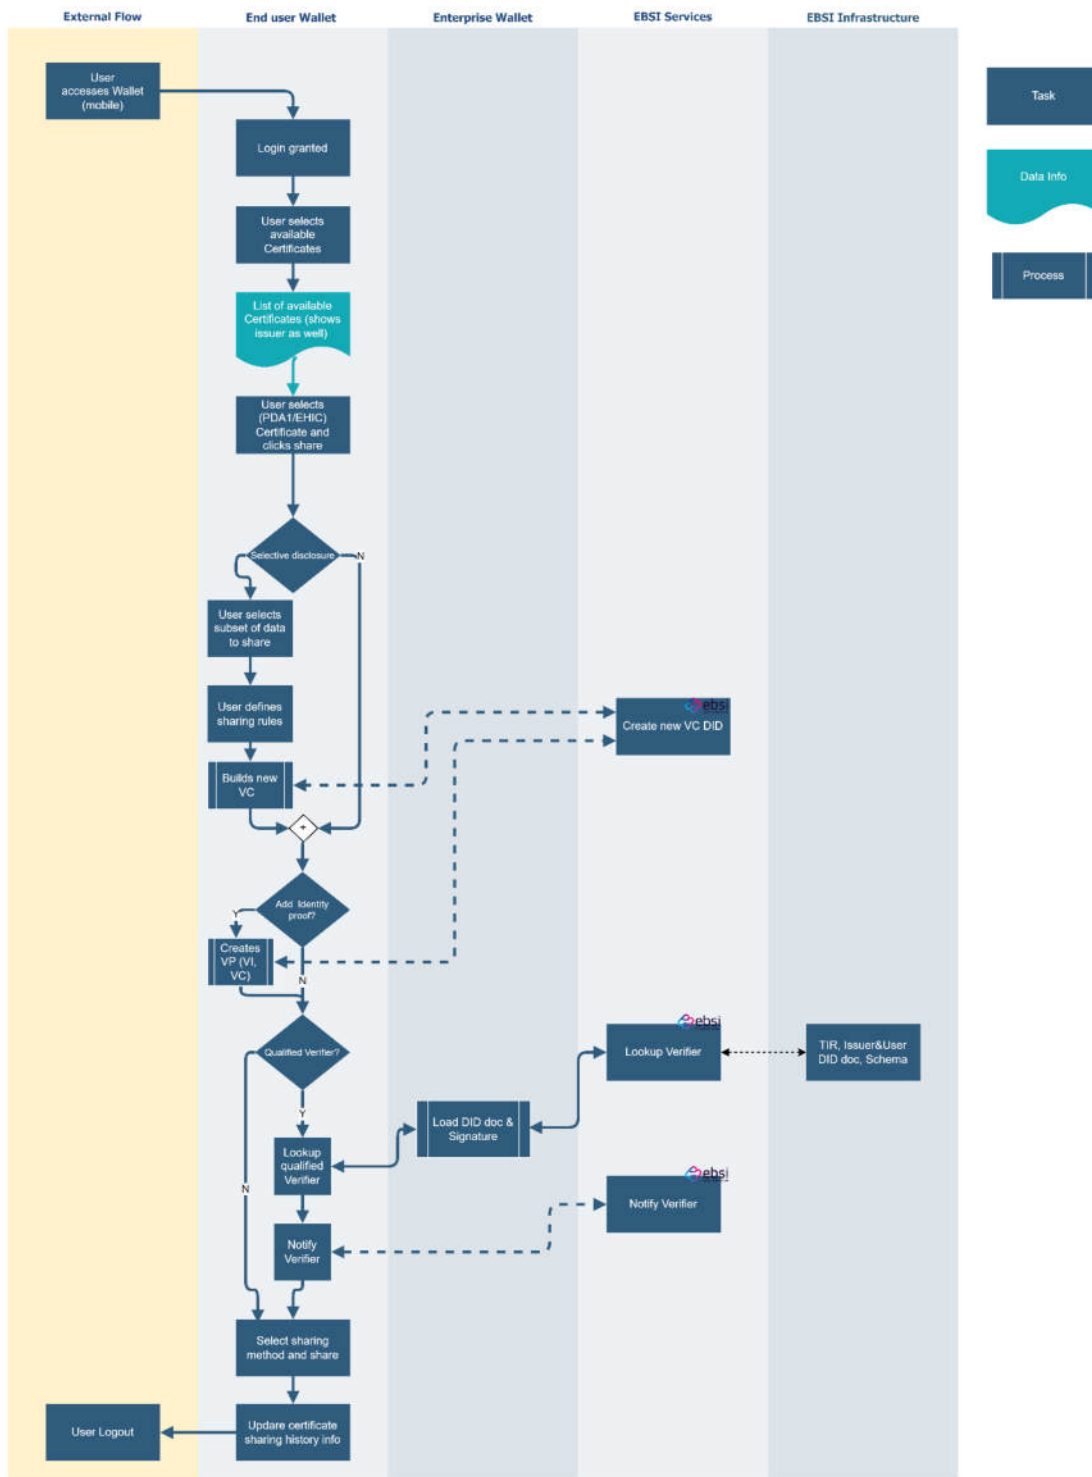 External Flow
End user Wallet
Enterprise Wallet
EBSI Services
EBSI Infrastructure
User
accesses Wallet
(mobile)
Task
Login granted
Data Info
User selects
available
Certificates
Process
List of available
Certificates (shows
issuer as well)
User selects
(PDA1/EHIC)
Certificate and
clicks share
Selective disclosure
N
User selects
subset of data
to share
User defines
sharing rules
ebsi
Create new VC DID
Builds new
VC
+
Add Identity
proof?
Y
Creates
VP (VI,
VC)
N
Qualified Verifier?
ebsi
Lookup Verifier
TIR, Issuer&User
DID doc, Schema
Y
Load DID doc &
Signature
Lookup
qualified
Verifier
N
ebsi
Notify Verifier
Notify
Verifier
Select sharing
method and share
User Logout
Updare certificate
sharing history info